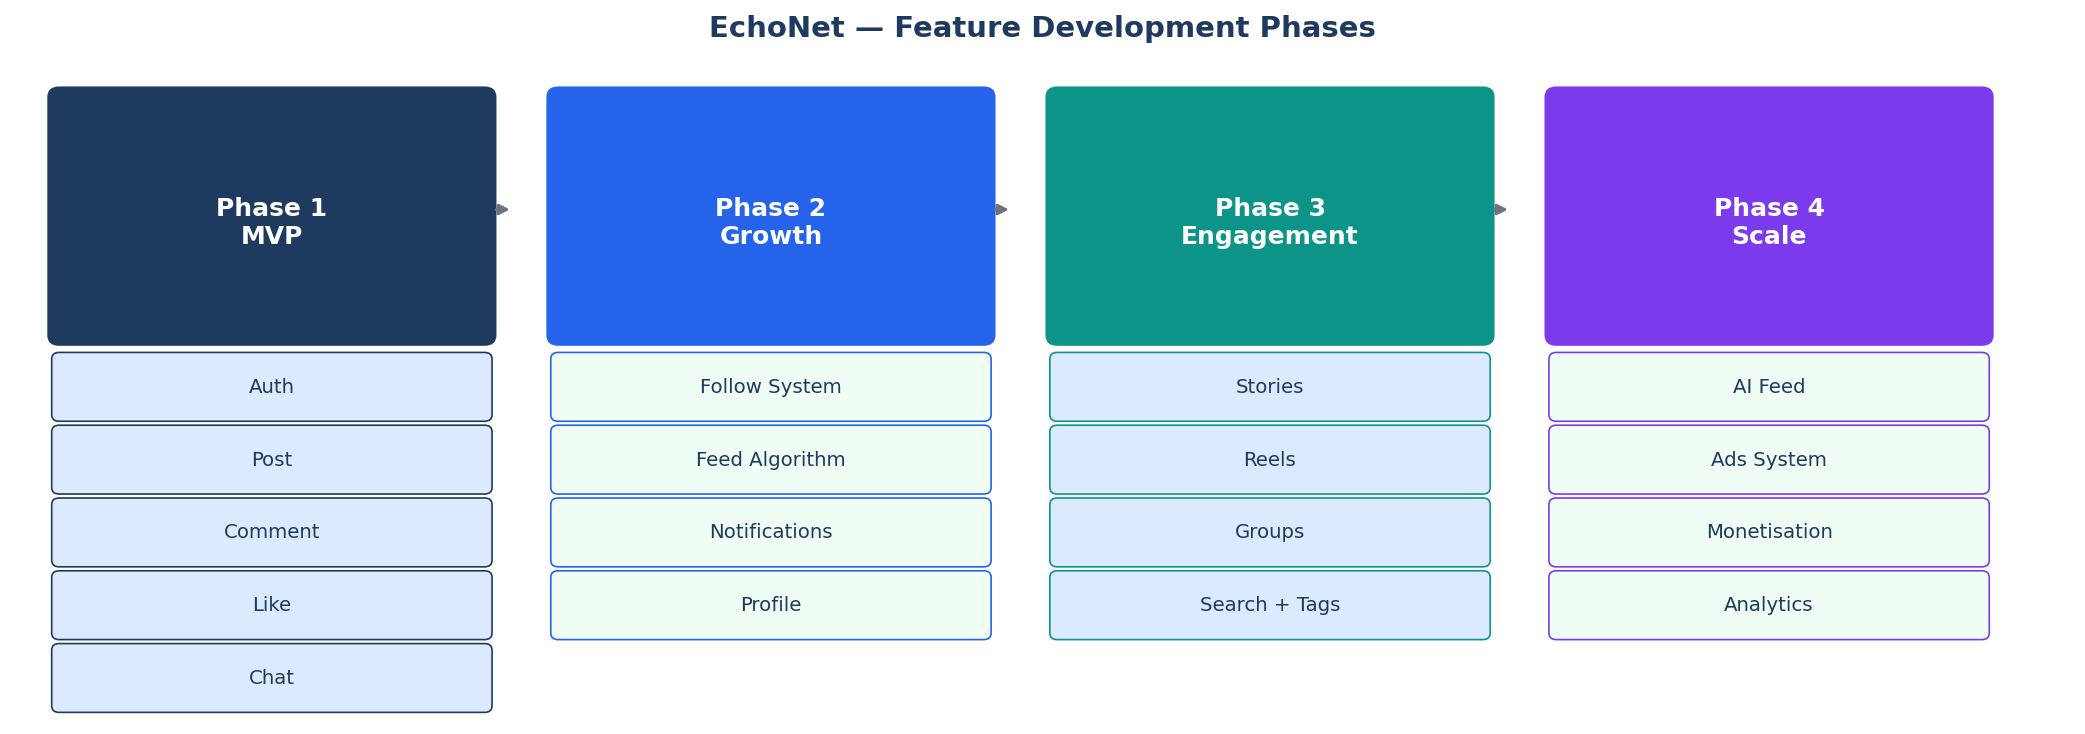 EchoNet — Feature Development Phases
Phase 1
MVP
Auth
Post
Comment
Like
Chat
Phase 2
Growth
Follow System
Feed Algorithm
Notifications
Profile
Phase 3
Engagement
Stories
Reels
Groups
Search + Tags
Phase 4
Scale
AI Feed
Ads System
Monetisation
Analytics